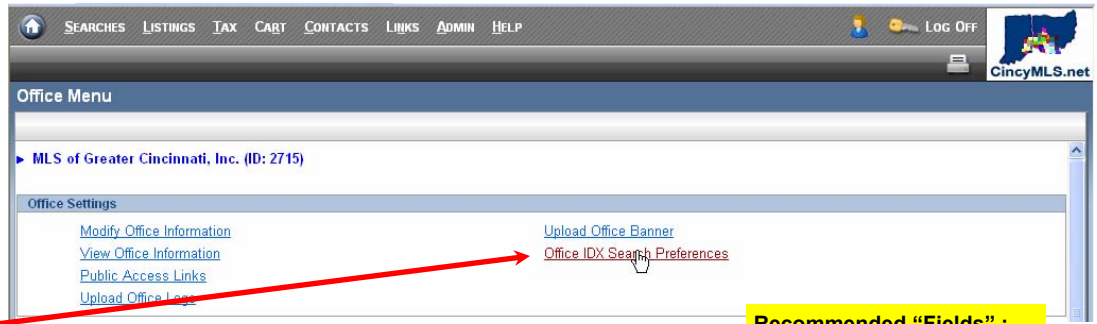 SEARCHES LISTINGS TAX CART CONTACTS LINKS ADMIN HELP LOG OFF
CincyMLS.net
Office Menu
MLS of Greater Cincinnati, Inc. (ID: 2715)
Office Settings
Modify Office Information Upload Office Banner
View Office Information Office IDX Search Preferences
Public Access Links
Upload Office Logo
Recommended “Fields” :